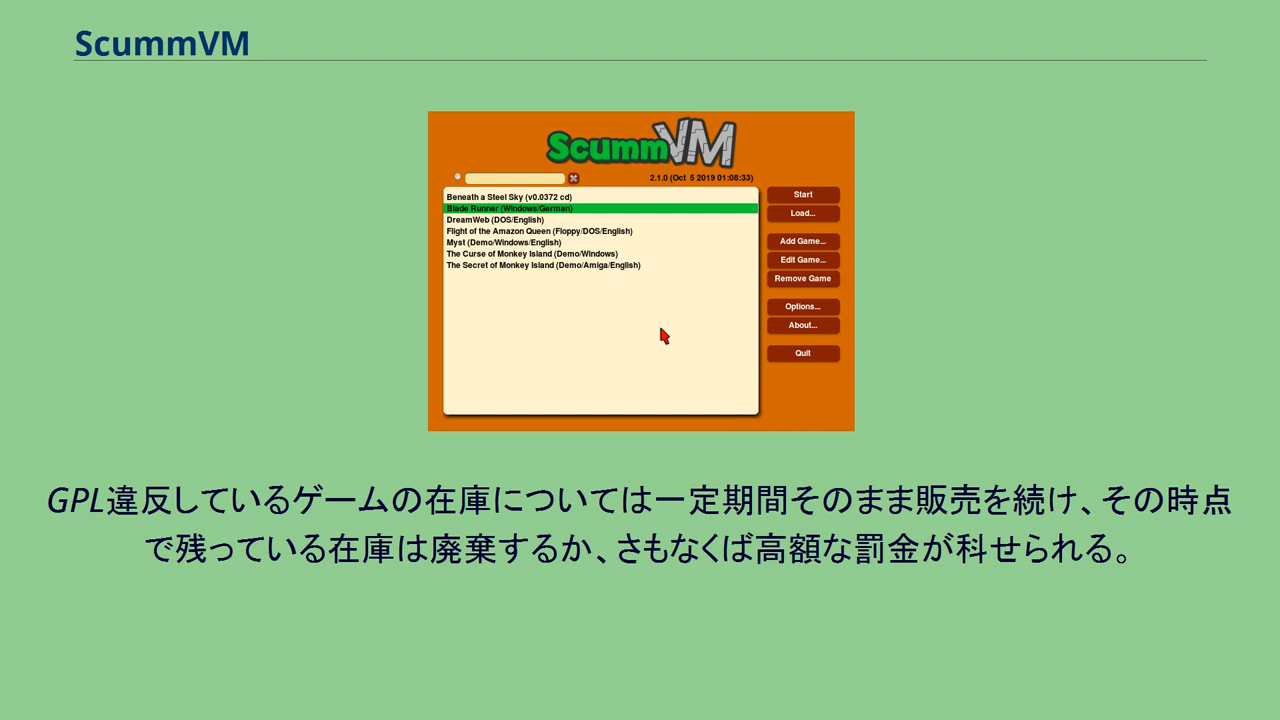 ScummVM
ScummVM
2.1.0 (Oct 5 2019 01:08:33)
Beneath a Steel Sky (v0.0372 cd)
Blade Runner (Windows/German)
DreamWeb (DOS/English)
Flight of the Amazon Queen (Floppy/DOS/English)
Myst (Demo/Windows/English)
The Curse of Monkey Island (Demo/Windows)
The Secret of Monkey Island (Demo/Amiga/English)
Start
Load...
Add Game...
Edit Game...
Remove Game
Options...
About...
Quit
GPL違反しているゲームの在庫については一定期間そのまま販売を続け、その時点
で残っている在庫は廃棄するか、さもなくば高額な罰金が科せられる。